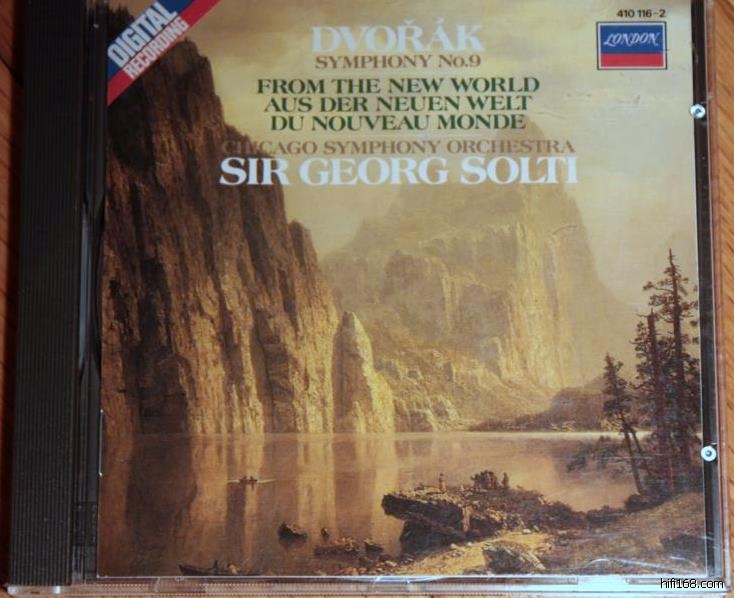 DIGITAL
RECORDING
410 116-2
LONDON
DVOŘÁK
SYMPHONY No.9
FROM THE NEW WORLD
AUS DER NEUEN WELT
DU NOUVEAU MONDE
CHICAGO SYMPHONY ORCHESTRA
SIR GEORG SOLTI
hifi168.com